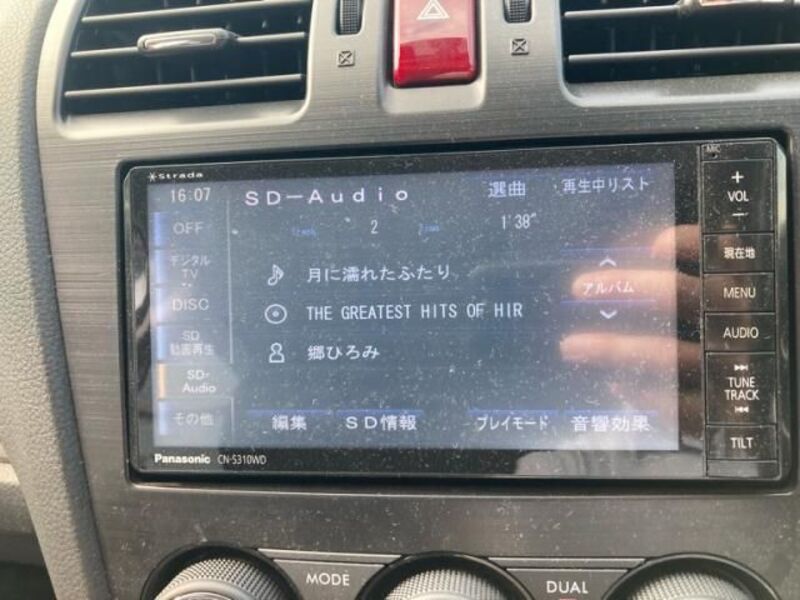 MIC
Strada
16:07
SD-Audio
選曲
再生中リスト
OFF
2
1'38"
デジタル
TV
月に濡れたふたり
アルバム
DISC
THE GREATEST HITS OF HIR
SD
動画再生
郷ひろみ
SD-
Audio
その他
編集
SD情報
プレイモード
音響効果
Panasonic CN-S310WD
+
VOL
-
現在地
MENU
AUDIO
TUNE
TRACK
TILT
MODE
DUAL